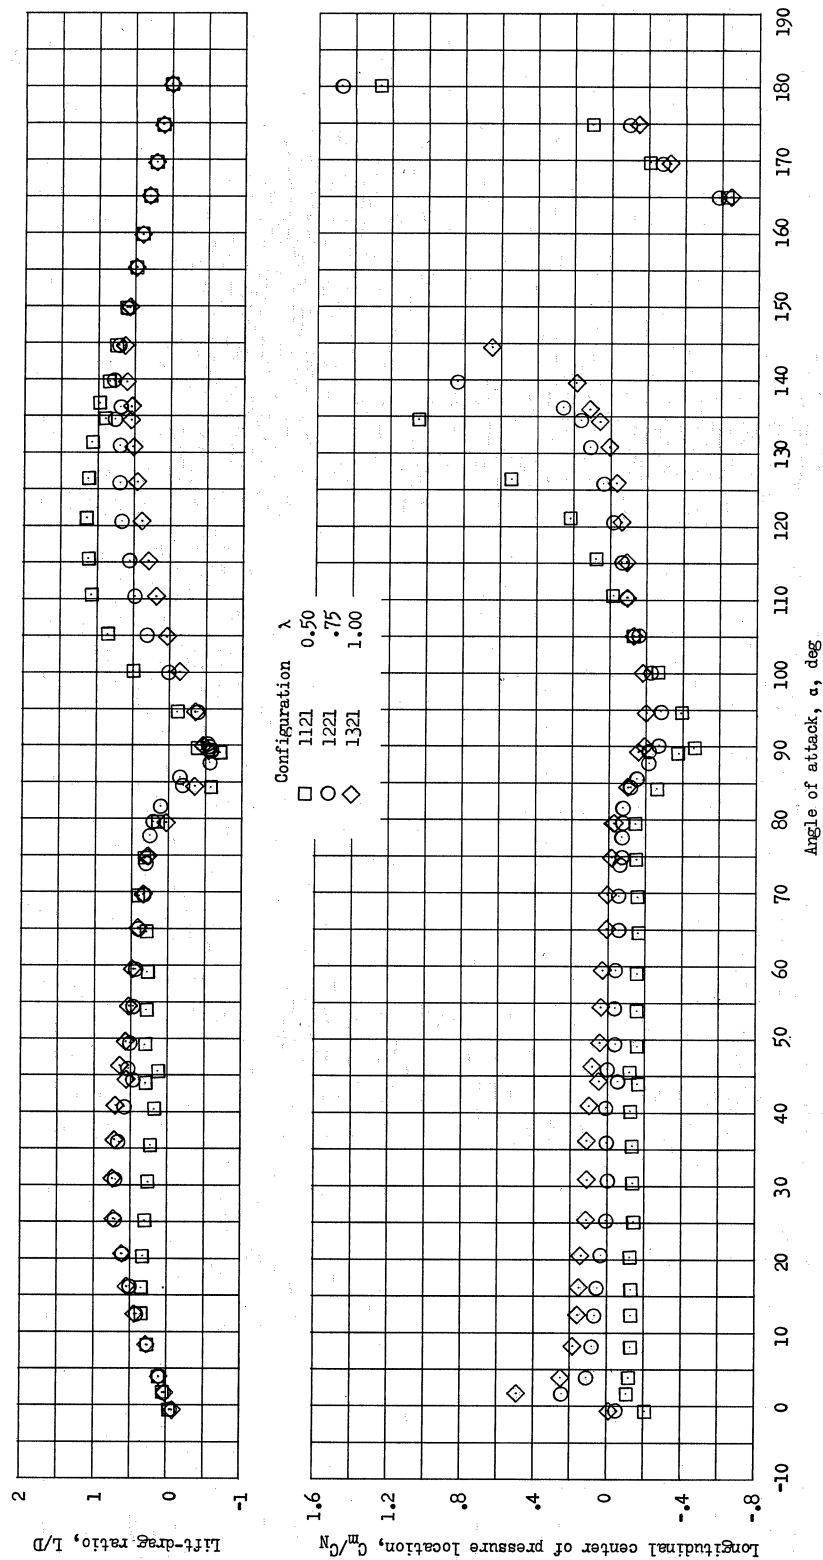 Lift-drag ratio, L/D
2
1
0
-1
Configuration λ
1121 0.50
1221 .75
1321 1.00
Longitudinal center of pressure location, Cm/CN
1.6
1.2
.8
.4
0
-.4
-.8
-10 0 10 20 30 40 50 60 70 80 90 100 110 120 130 140 150 160 170 180 190
Angle of attack, α, deg